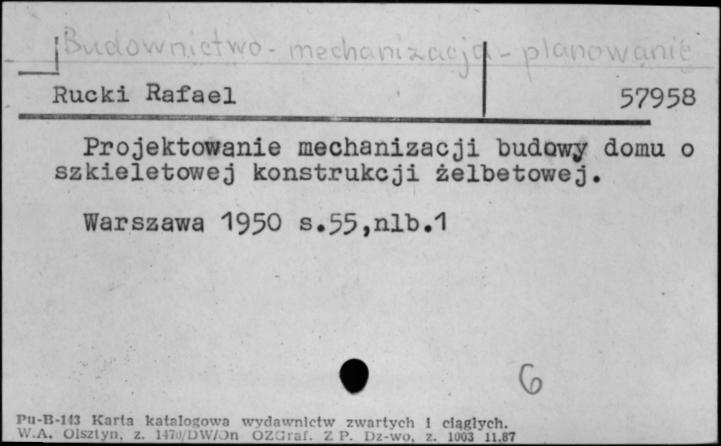 Budownictwo - mechanizacja - planowanie
Rucki Rafael 57958
Projektowanie mechanizacji budowy domu o
szkieletowej konstrukcji żelbetowej.
Warszawa 1950 s.55,nlb.1
6
Pu-B-143 Karta katalogowa wydawnictw zwartych i ciągłych.
W.A. Olsztyn, z. 1470/DW/Jn OZGraf. Z P. Dz-wo, z. 1003 11.87